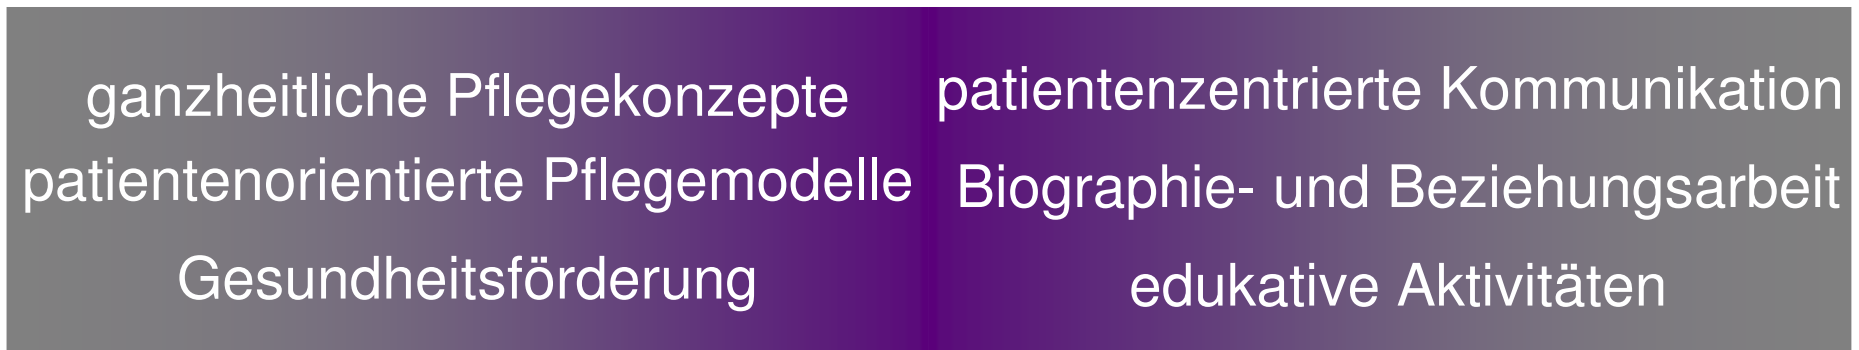 ganzheitliche Pflegekonzepte
patientenorientierte Pflegemodelle
Gesundheitsförderung
patientenzentrierte Kommunikation
Biographie- und Beziehungsarbeit
edukative Aktivitäten